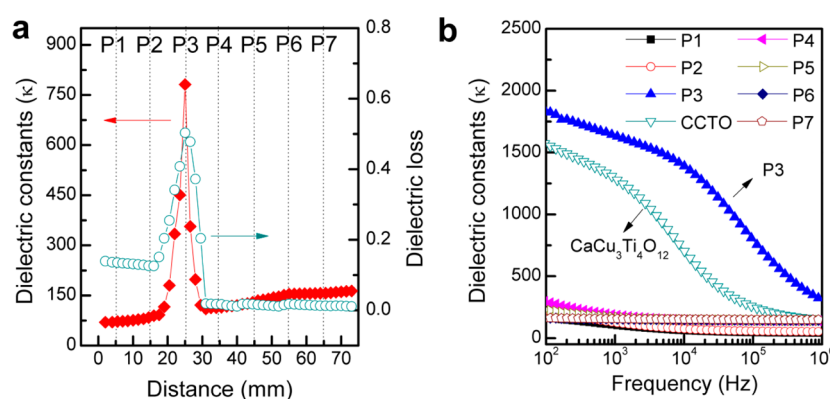 a
P1 P2 P3 P4 P5 P6 P7
900
750
600
450
300
150
0
0.8
0.6
0.4
0.2
0.0
0 10 20 30 40 50 60 70
Dielectric constants (κ)
Dielectric loss
Distance (mm)
b
2500
2000
1500
1000
500
0
P1 P4
P2 P5
P3 P6
CCTO P7
P3
CaCu3Ti4O12
10² 10³ 10⁴ 10⁵ 10⁶
Dielectric constants (κ)
Frequency (Hz)